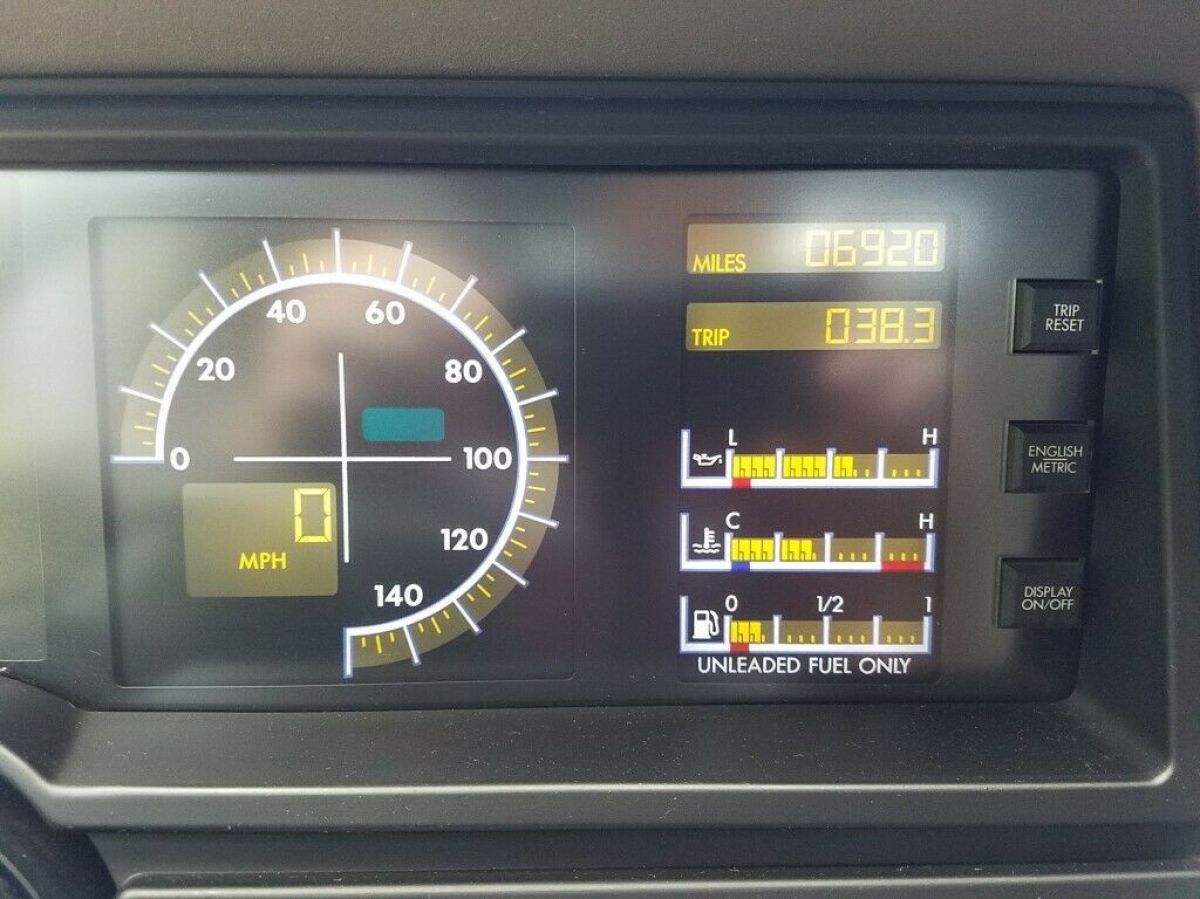 40 60
20 80
0 100
0
MPH
120
140
MILES 06920
TRIP 038.3
L H
C H
0 1/2 1
UNLEADED FUEL ONLY
TRIP
RESET
ENGLISH
METRIC
DISPLAY
ON/OFF